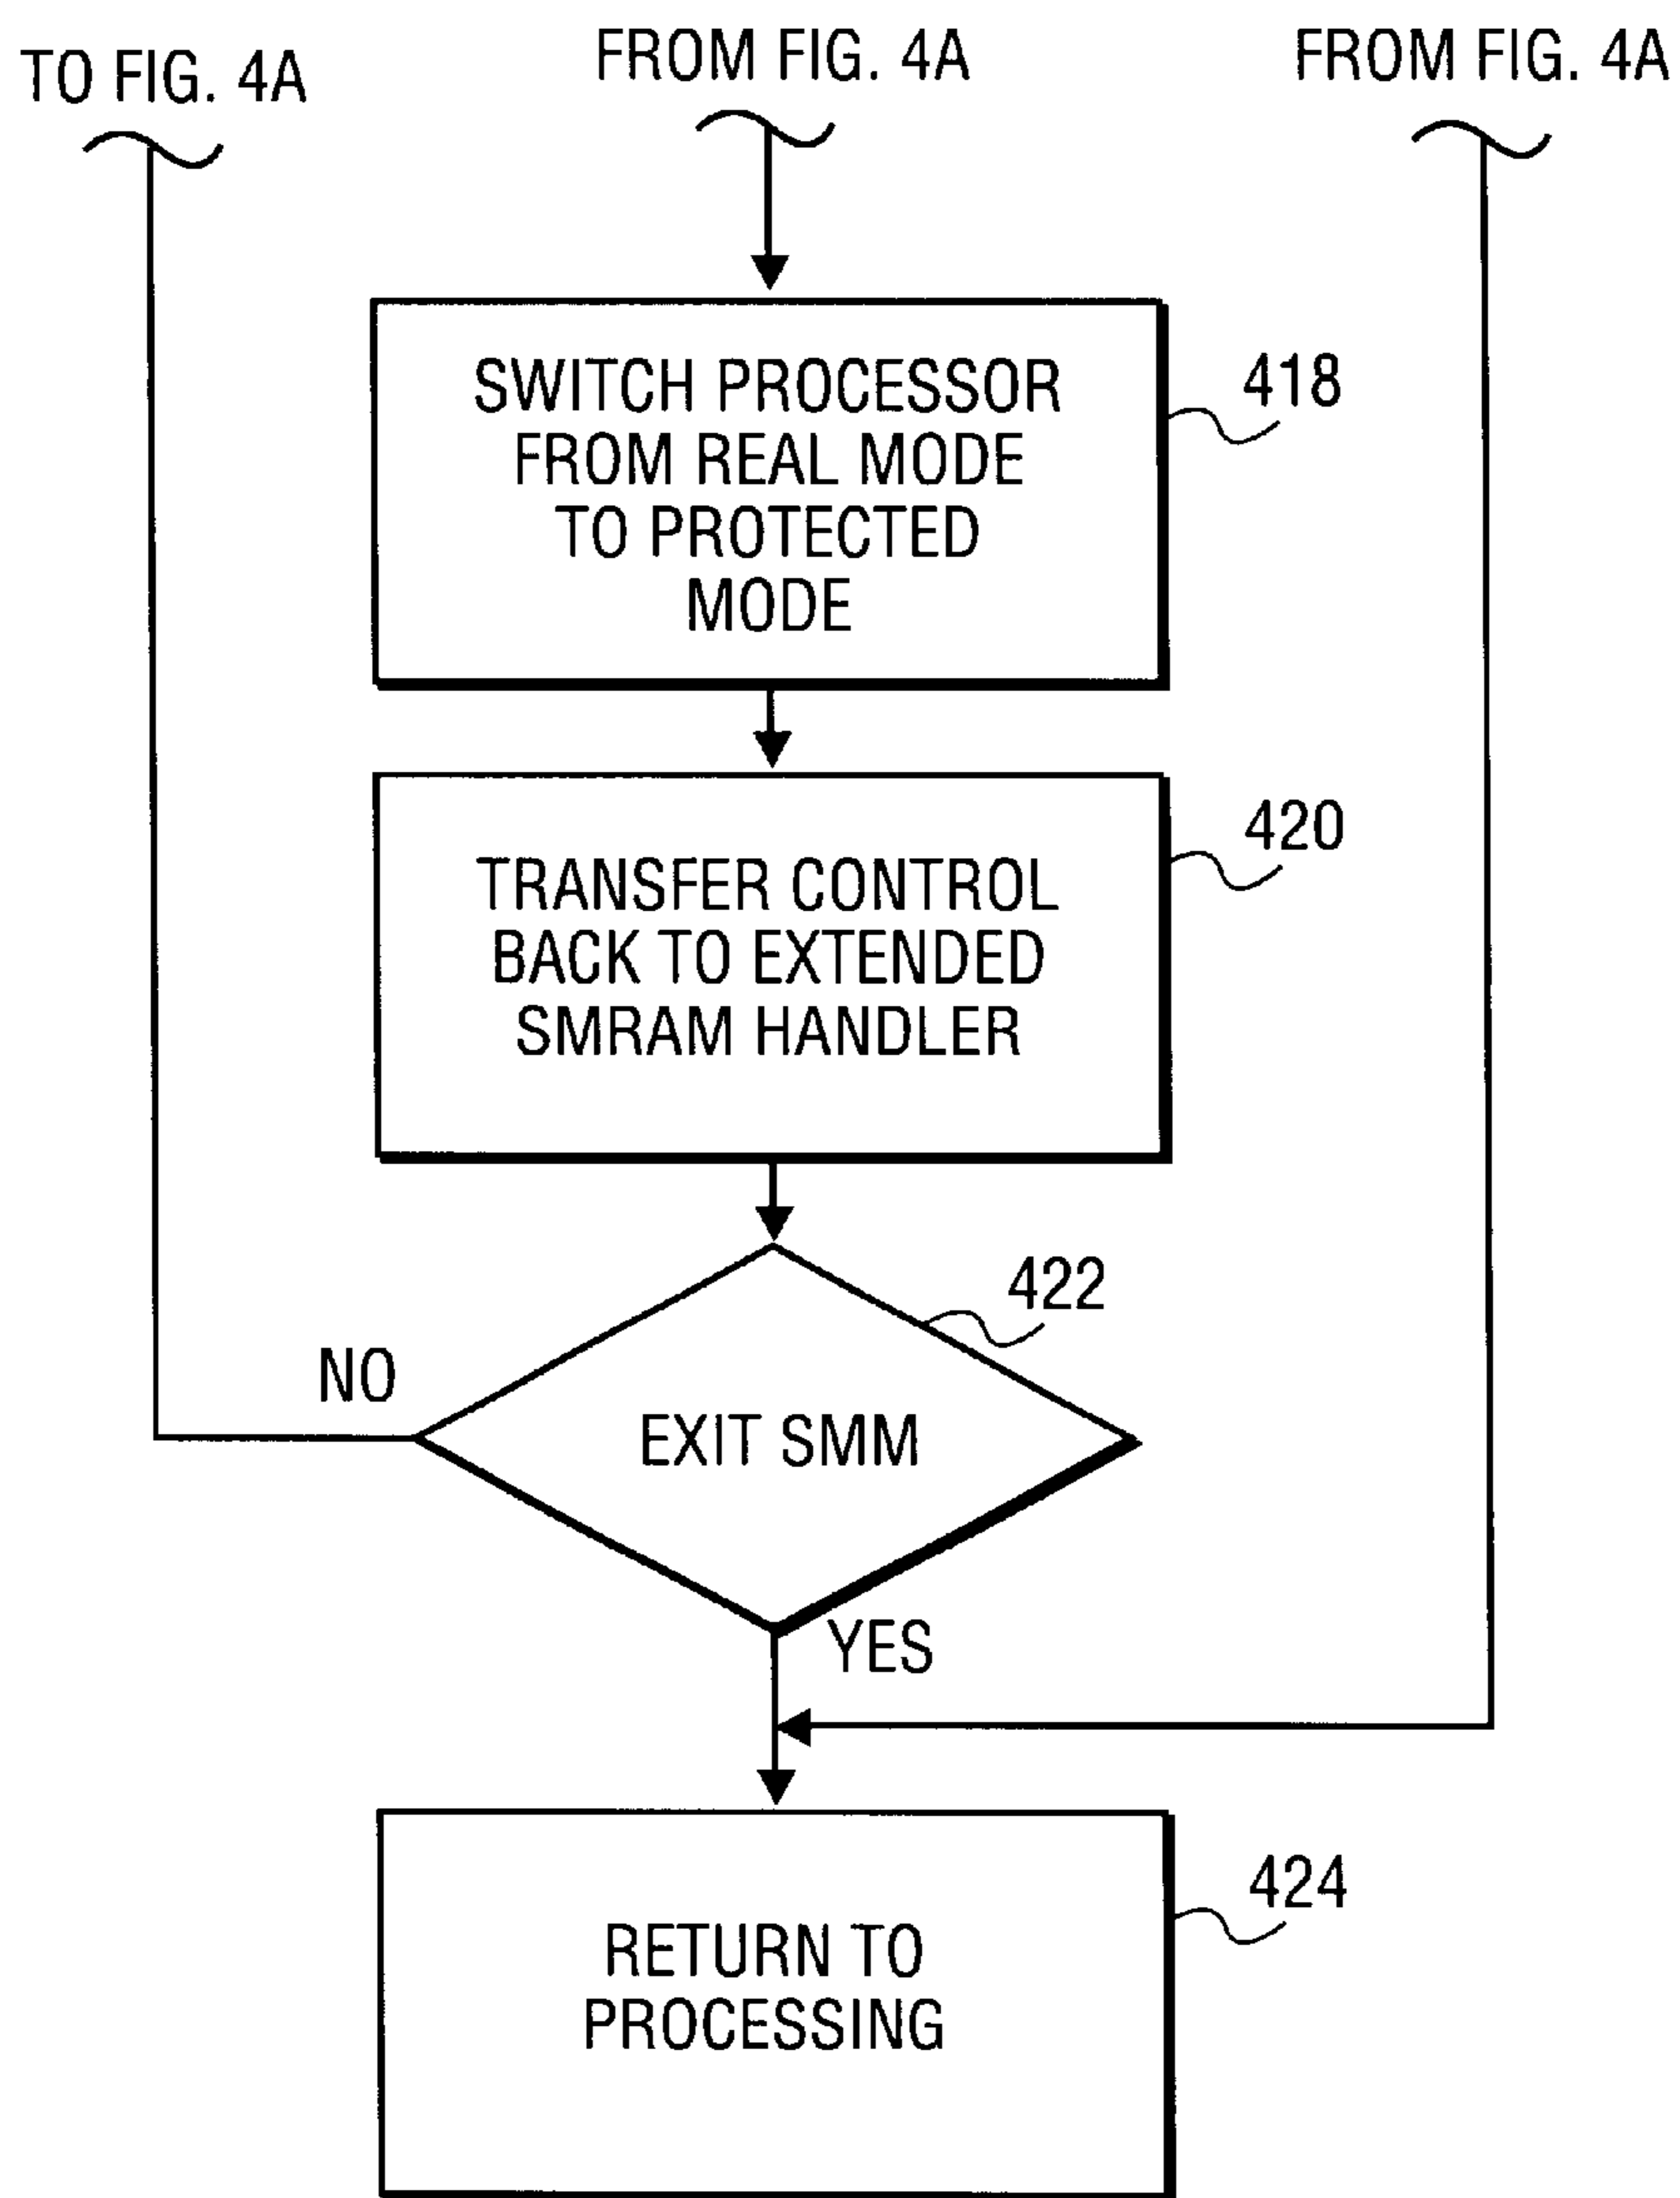 TO FIG. 4A
FROM FIG. 4A
FROM FIG. 4A
SWITCH PROCESSOR
FROM REAL MODE
TO PROTECTED
MODE
418
TRANSFER CONTROL
BACK TO EXTENDED
SMRAM HANDLER
420
422
NO
EXIT SMM
YES
RETURN TO
PROCESSING
424